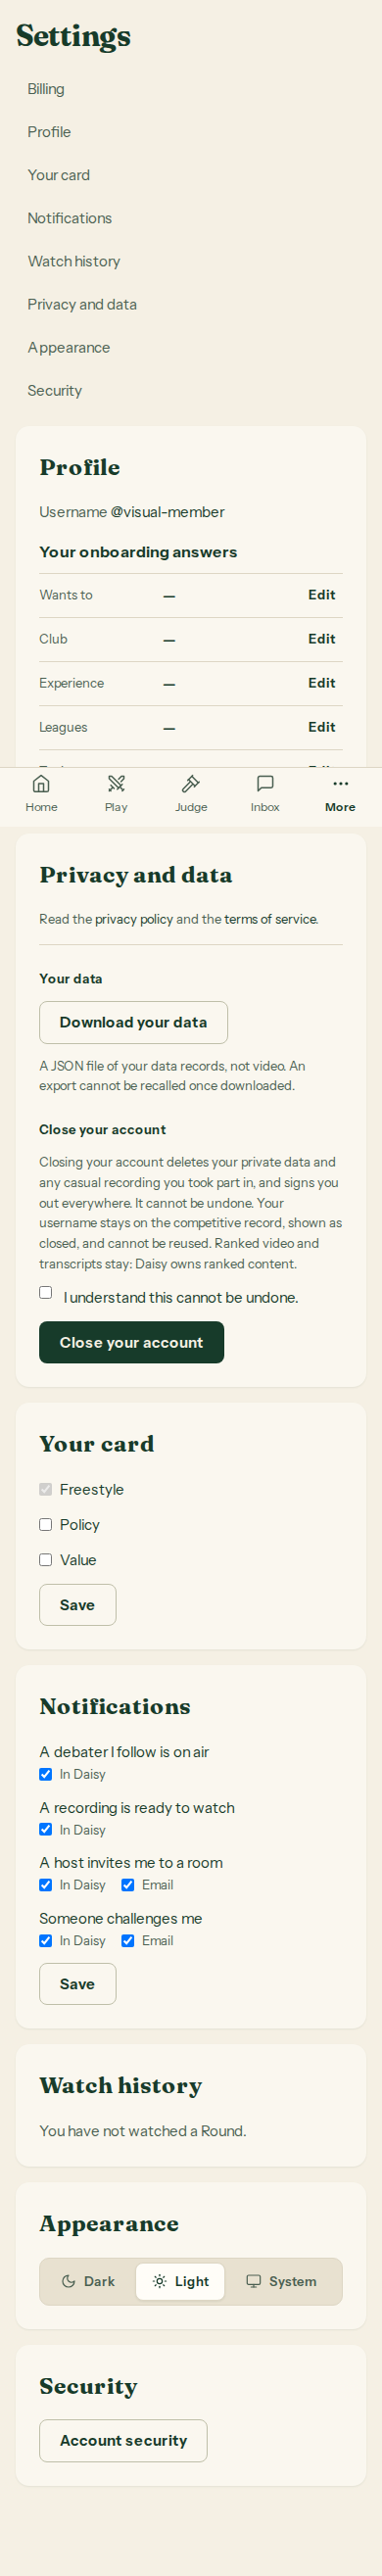 Settings
Billing
Profile
Your card
Notifications
Watch history
Privacy and data
Appearance
Security
Profile
Username @visual-member
Your onboarding answers
Wants to — Edit
Club — Edit
Experience — Edit
Leagues — Edit
Home Play Judge Inbox More
Privacy and data
Read the privacy policy and the terms of service.
Your data
Download your data
A JSON file of your data records, not video. An
export cannot be recalled once downloaded.
Close your account
Closing your account deletes your private data and
any casual recording you took part in, and signs you
out everywhere. It cannot be undone. Your
username stays on the competitive record, shown as
closed, and cannot be reused. Ranked video and
transcripts stay: Daisy owns ranked content.
I understand this cannot be undone.
Close your account
Your card
Freestyle
Policy
Value
Save
Notifications
A debater I follow is on air
In Daisy
A recording is ready to watch
In Daisy
A host invites me to a room
In Daisy Email
Someone challenges me
In Daisy Email
Save
Watch history
You have not watched a Round.
Appearance
Dark Light System
Security
Account security